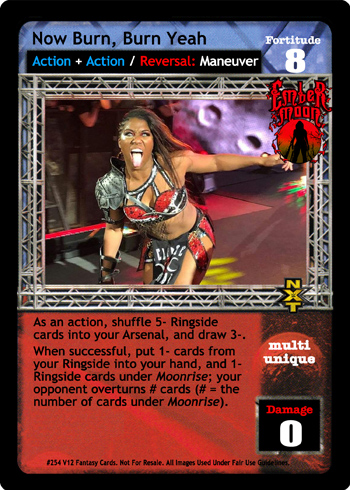 Now Burn, Burn Yeah
Fortitude
8
Action + Action / Reversal: Maneuver
EMBER
MOON
NXT
As an action, shuffle 5- Ringside
cards into your Arsenal, and draw 3-.
When successful, put 1- cards from
your Ringside into your hand, and 1-
Ringside cards under Moonrise; your
opponent overturns # cards (# = the
number of cards under Moonrise).
multi
unique
Damage
0
#254 V12 Fantasy Cards. Not For Resale. All Images Used Under Fair Use Guidelines.